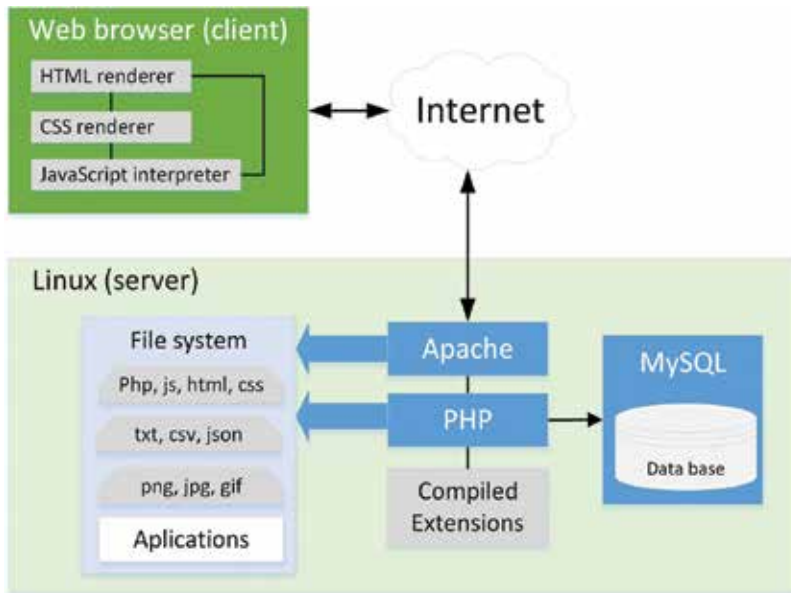 Web browser (client)
HTML renderer
CSS renderer
JavaScript interpreter
Internet
Linux (server)
File system
Php, js, html, css
txt, csv, json
png, jpg, gif
Aplications
Apache
PHP
Compiled
Extensions
MySQL
Data base